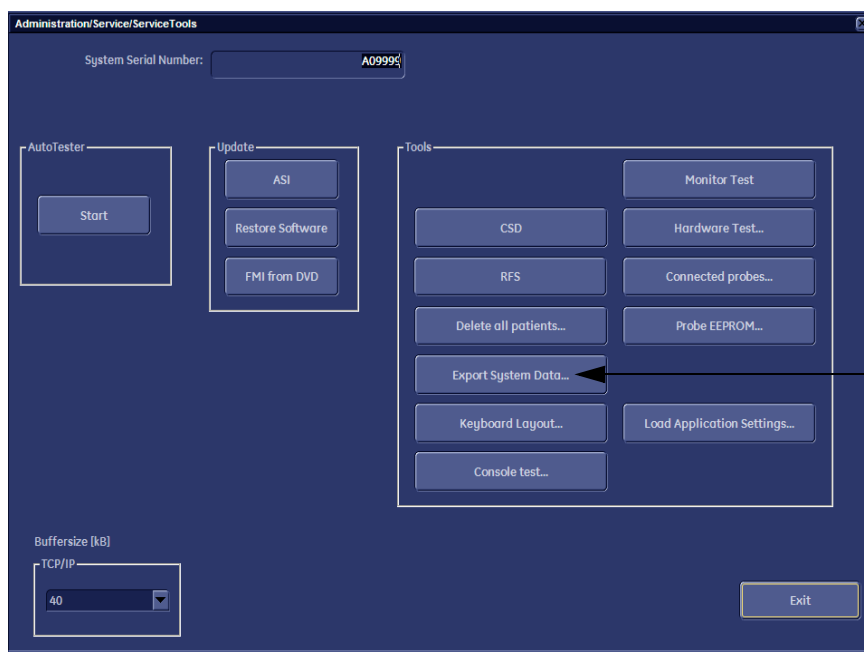 Administration/Service/ServiceTools
System Serial Number:
A09999
AutoTester
Start
Update
ASI
Restore Software
FMI from DVD
Tools
Monitor Test
CSD
Hardware Test...
RFS
Connected probes...
Delete all patients...
Probe EEPROM...
Export System Data...
Keyboard Layout...
Load Application Settings...
Console test...
Buffersize [kB]
TCP/IP
40
Exit